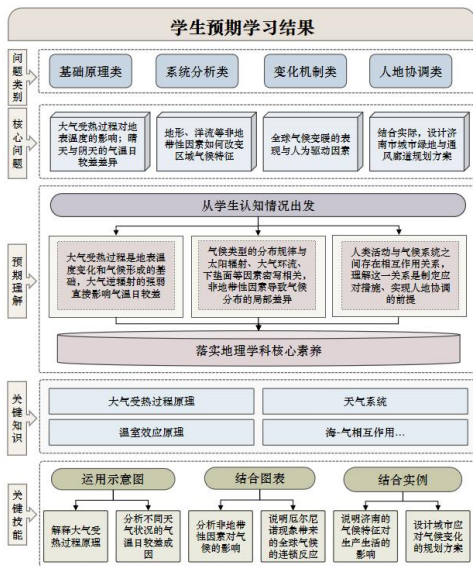 学生预期学习结果
问题类别
基础原理类
系统分析类
变化机制类
人地协调类
核心问题
大气受热过程对地
表温度的影响；晴
天与阴天的气温日
较差差异
地形、洋流等非地
带性因素如何改变
区域气候特征
全球气候变暖的表
现与人为驱动因素
结合实际，设计济
南市城市绿地与通
风廊道规划方案
预期理解
从学生认知情况出发
大气受热过程是地表温
度变化和气候形成的基
础，大气逆辐射的强弱
直接影响气温日较差
气候类型的分布规律与
太阳辐射、大气环流、
下垫面等因素密写相关，
非地带性因素导致气候
分布的局部差异
人类活动与气候系统之
间存在相互作用关系，
理解这一关系是制定应
对措施、实现人地协调
的前提
落实地理学科核心素养
关键知识
大气受热过程原理
天气系统
温室效应原理
海-气相互作用...
关键技能
运用示意图
结合图表
结合实例
解释大气受
热过程原理
分析不同天
气状况的气
温日较差成
因
分析非地带
性因素对气
候的影响
说明厄尔尼
诺现象带来
的全球气候
的连锁反应
说明济南的
气候特征对
生产生活的
影响
设计城市应
对气候变化
的规划方案